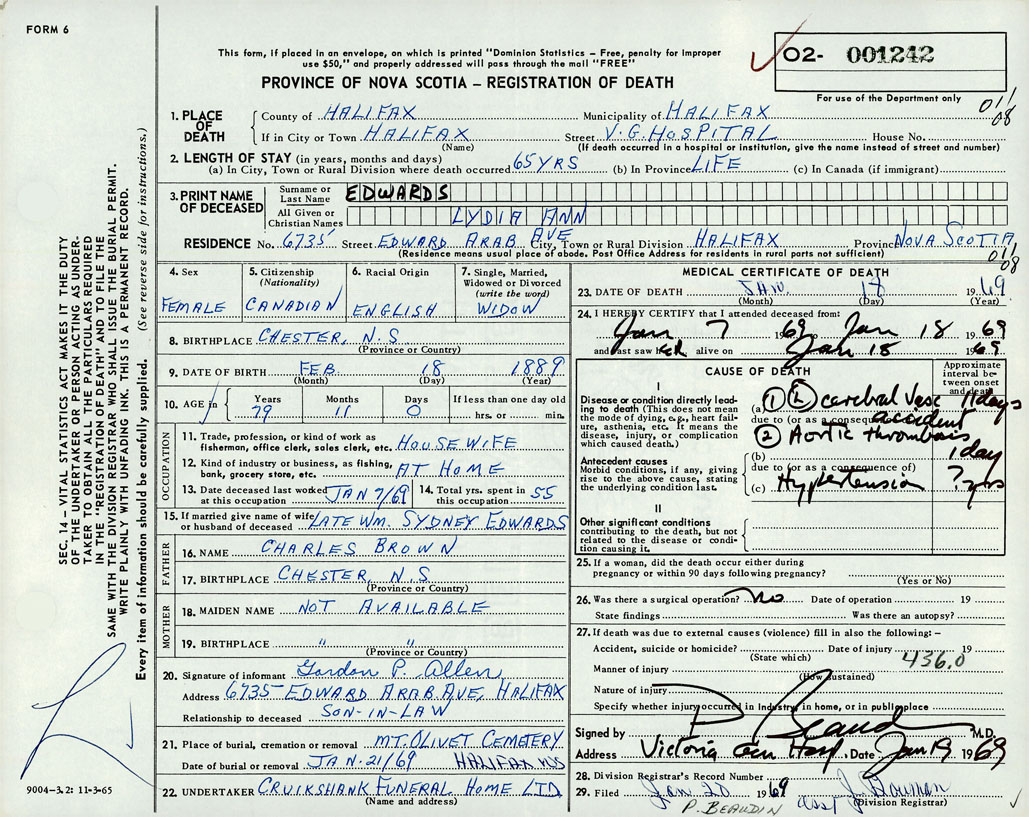 FORM 6
This form, if placed in an envelope, on which is printed "Dominion Statistics – Free, penalty for improper
use $50," and properly addressed will pass through the mail "FREE"
PROVINCE OF NOVA SCOTIA – REGISTRATION OF DEATH
02- 001242
For use of the Department only
011
08
1. PLACE OF DEATH
County of HALIFAX Municipality of HALIFAX
If in City or Town HALIFAX Street V.G. HOSPITAL House No.
(Name) (If death occurred in a hospital or institution, give the name instead of street and number)
2. LENGTH OF STAY (in years, months and days)
(a) In City, Town or Rural Division where death occurred 65 YRS (b) In Province LIFE (c) In Canada (if immigrant)
3. PRINT NAME OF DECEASED
Surname or Last Name EDWARDS
All Given or Christian Names LYDIA ANN
RESIDENCE No. 6735 Street EDWARD ARAB AVE City, Town or Rural Division HALIFAX Province NOVA SCOTIA
(Residence means usual place of abode. Post Office Address for residents in rural parts not sufficient)
011
08
4. Sex FEMALE
5. Citizenship (Nationality) CANADIAN
6. Racial Origin ENGLISH
7. Single, Married, Widowed or Divorced (write the word) WIDOW
8. BIRTHPLACE CHESTER, N.S
(Province or Country)
9. DATE OF BIRTH FEB 18 1889
(Month) (Day) (Year)
10. AGE Years 79 Months 11 Days 0 If less than one day old
hrs. or min.
OCCUPATION
11. Trade, profession, or kind of work as
fisherman, office clerk, sales clerk, etc. HOUSEWIFE
12. Kind of industry or business, as fishing,
bank, grocery store, etc. AT HOME
13. Date deceased last worked
at this occupation JAN 7/69
14. Total yrs. spent in
this occupation 55
15. If married give name of wife
or husband of deceased LATE WM. SYDNEY EDWARDS
FATHER
16. NAME CHARLES BROWN
17. BIRTHPLACE CHESTER, N.S
(Province or Country)
MOTHER
18. MAIDEN NAME NOT AVAILABLE
19. BIRTHPLACE " "
(Province or Country)
20. Signature of informant Gordon P. Allen
Address 6735 EDWARD ARAB AVE, HALIFAX
Relationship to deceased SON-IN-LAW
21. Place of burial, cremation or removal MT. OLIVET CEMETERY
Date of burial or removal JAN. 21/69 HALIFAX
22. UNDERTAKER CRUIKSHANK FUNERAL HOME LTD
(Name and address)
MEDICAL CERTIFICATE OF DEATH
23. DATE OF DEATH JAN. 18 1969
(Month) (Day) (Year)
24. I HEREBY CERTIFY that I attended deceased from:
Jan 7 1969 to Jan 18 1969
and last saw her alive on Jan 18 1969
CAUSE OF DEATH
Approximate interval between onset and death
I
Disease or condition directly leading
to death (This does not mean
the mode of dying, e.g., heart failure,
asthenia, etc. It means the
disease, injury, or complication
which caused death.)
(a) ① cerebral vasc accident 11 days
due to (or as a consequence of)
② Aortic thrombosis
Antecedent causes
Morbid conditions, if any, giving
rise to the above cause, stating
the underlying condition last.
(b) 1 day
due to (or as a consequence of)
(c) Hypertension ? yrs
II
Other significant conditions
contributing to the death, but not
related to the disease or condition
causing it.
25. If a woman, did the death occur either during
pregnancy or within 90 days following pregnancy?
(Yes or No)
26. Was there a surgical operation? no Date of operation 19
State findings Was there an autopsy?
27. If death was due to external causes (violence) fill in also the following: –
Accident, suicide or homicide? Date of injury 19
(State which) 436.0
Manner of injury
(How sustained)
Nature of injury
Specify whether injury occurred in industry, in home, or in public place
Signed by P Beaud M.D.
Address Victoria Gen Hosp. Date Jan 19 1969
28. Division Registrar's Record Number
29. Filed Jan 20 1969 Asst J. Bowman
P. BEAUDIN (Division Registrar)
SEC. 14 – VITAL STATISTICS ACT MAKES IT THE DUTY
OF THE UNDERTAKER OR PERSON ACTING AS UNDERTAKER
TO OBTAIN ALL THE PARTICULARS REQUIRED
IN THE "REGISTRATION OF DEATH" AND TO FILE THE
SAME WITH THE DIVISION REGISTRAR WHO SHALL ISSUE THE BURIAL PERMIT.
WRITE PLAINLY WITH UNFADING INK. THIS IS A PERMANENT RECORD.
Every item of information should be carefully supplied. (See reverse side for instructions.)
9004-3.2: 11-3-65